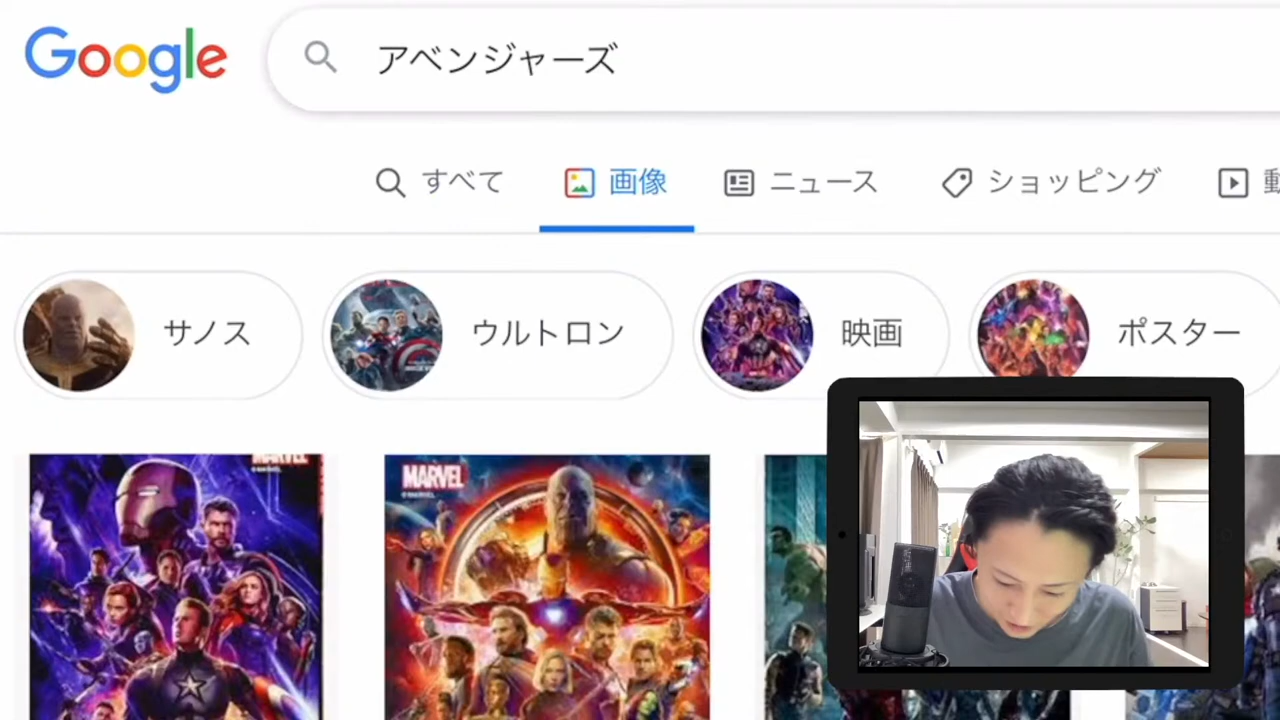 Google
アベンジャーズ
すべて
画像
ニュース
ショッピング
サノス
ウルトロン
映画
ポスター
MARVEL
MARVEL